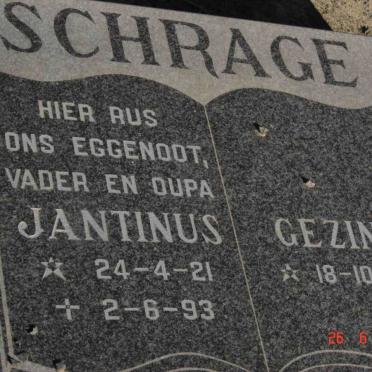 SCHRAGE
HIER RUS
ONS EGGENOOT,
VADER EN OUPA
JANTINUS
☆ 24-4-21
+ 2-6-93
GEZIN
☆ 18-10
26 6